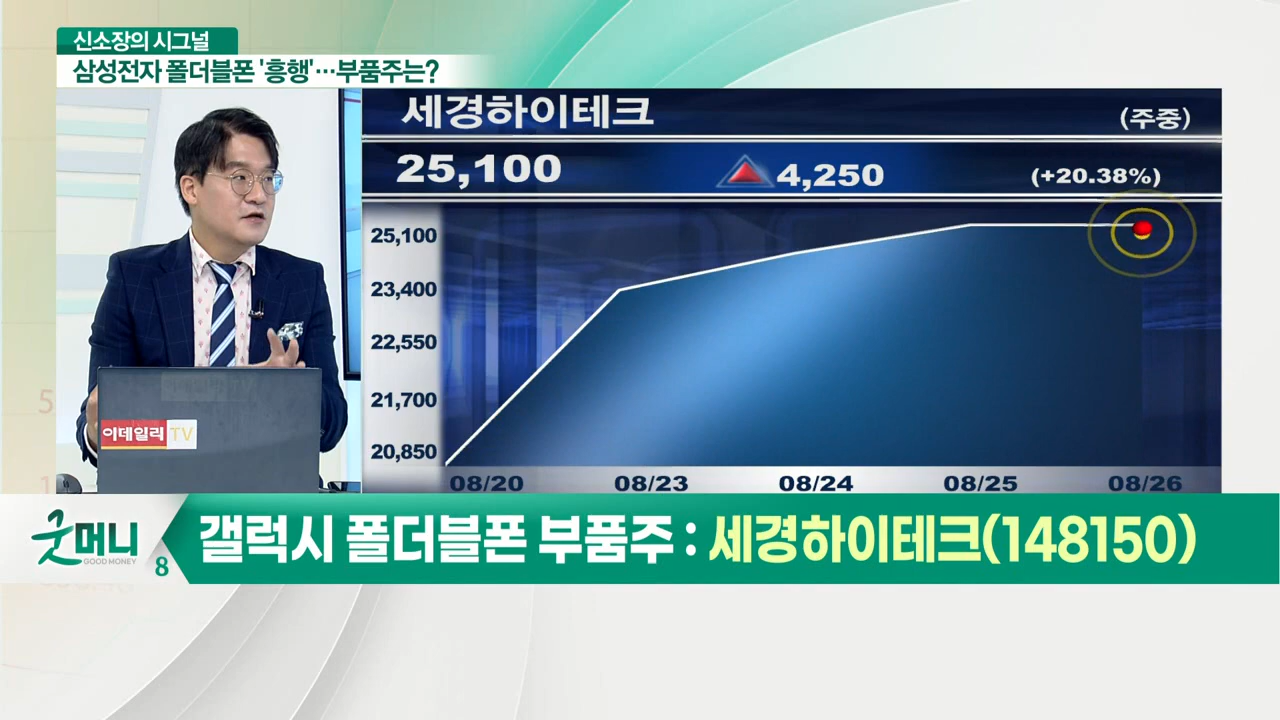 신소장의 시그널
삼성전자 폴더블폰 '흥행'…부품주는?
세경하이테크
(주중)
25,100
4,250
(+20.38%)
25,100
23,400
22,550
21,700
20,850
08/20
08/23
08/24
08/25
08/26
이데일리 TV
굿머니
GOOD MONEY
8
갤럭시 폴더블폰 부품주 : 세경하이테크(148150)